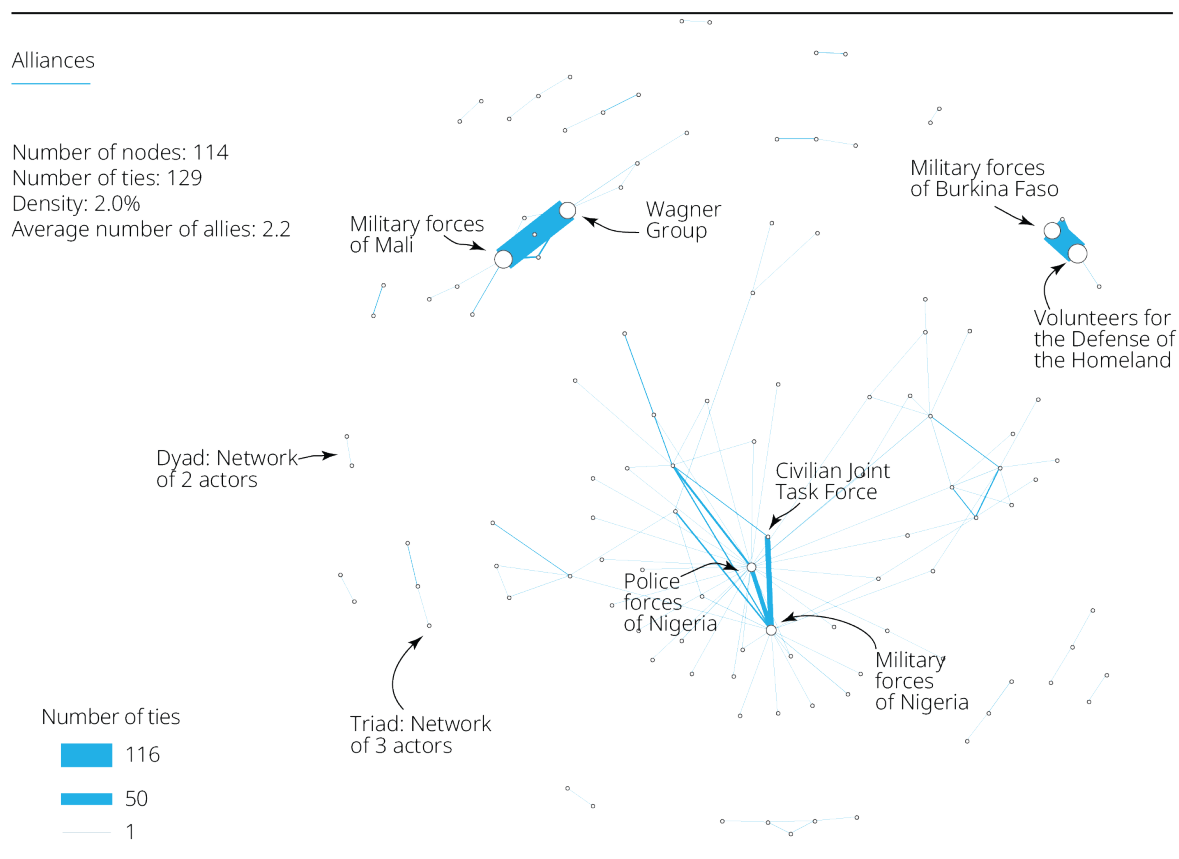 Alliances
Number of nodes: 114
Number of ties: 129
Density: 2.0%
Average number of allies: 2.2
Military forces
of Mali
Wagner
Group
Military forces
of Burkina Faso
Volunteers for
the Defense of
the Homeland
Dyad: Network
of 2 actors
Civilian Joint
Task Force
Police
forces
of Nigeria
Military
forces
of Nigeria
Triad: Network
of 3 actors
Number of ties
116
50
1